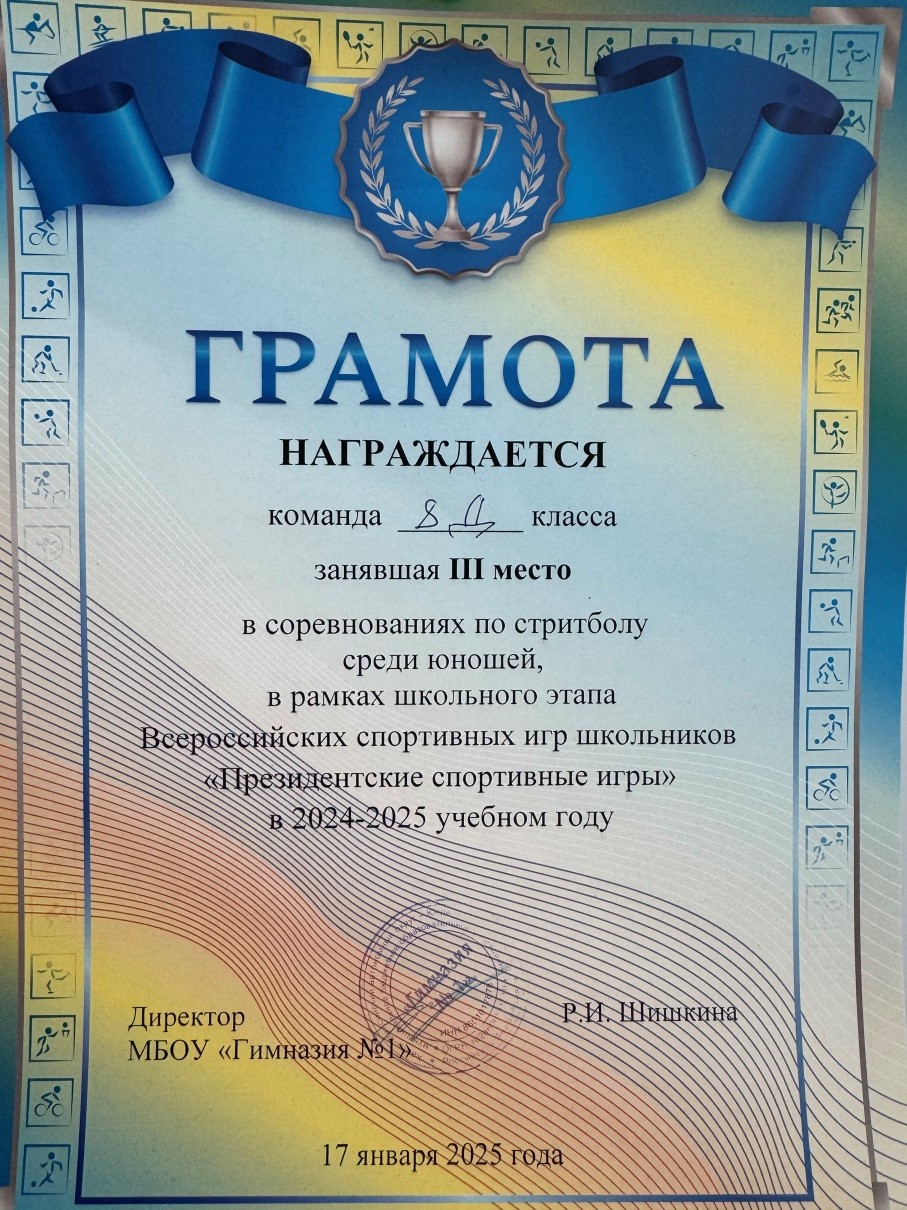 ГРАМОТА
НАГРАЖДАЕТСЯ
команда 8 Д класса
занявшая III место
в соревнованиях по стритболу
среди юношей,
в рамках школьного этапа
Всероссийских спортивных игр школьников
«Президентские спортивные игры»
в 2024-2025 учебном году
«Гимназия
Директор
Р.И. Шишкина
МБОУ «Гимназия №1»
17 января 2025 года